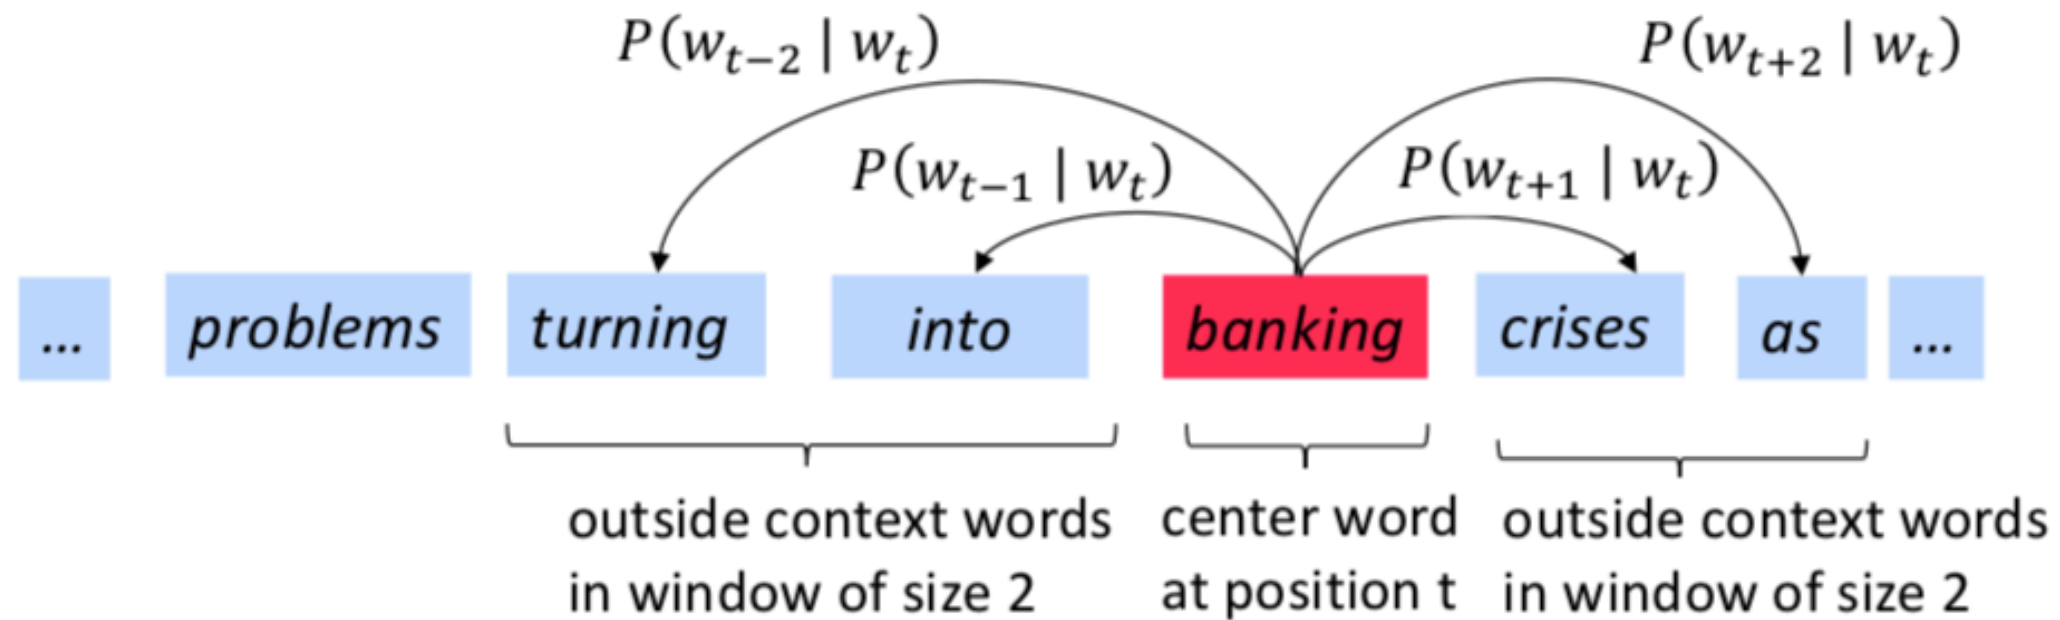 P(w_{t−2} | w_t)
P(w_{t+2} | w_t)
P(w_{t−1} | w_t)
P(w_{t+1} | w_t)
... problems turning into banking crises as ...
outside context words
in window of size 2
center word
at position t
outside context words
in window of size 2